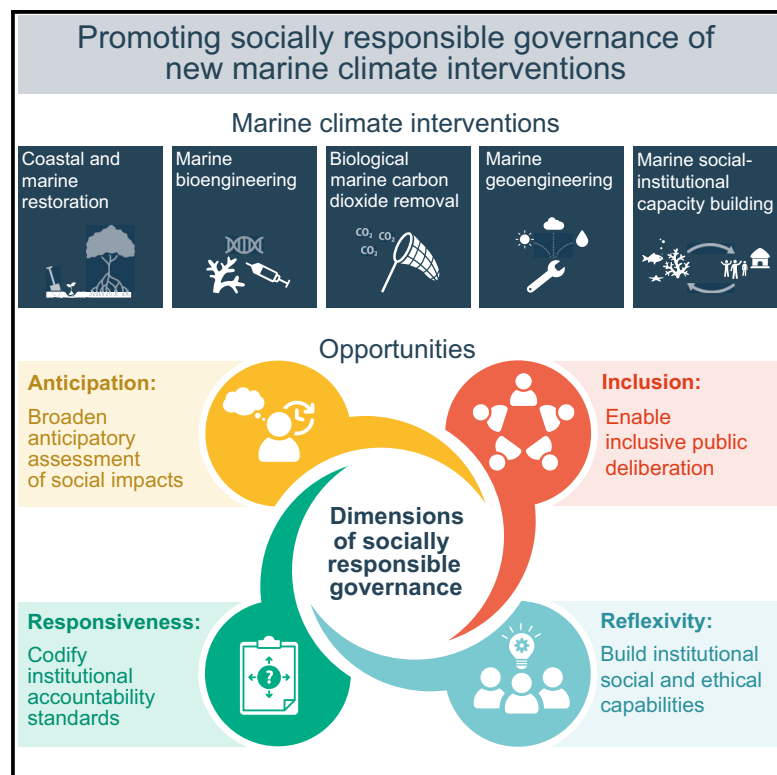 Promoting socially responsible governance of
new marine climate interventions
Marine climate interventions
Coastal and
marine
restoration
Marine
bioengineering
Biological
marine carbon
dioxide removal
CO₂ CO₂
CO₂
Marine
geoengineering
Marine social-
institutional
capacity building
Opportunities
Anticipation:
Broaden
anticipatory
assessment
of social impacts
Inclusion:
Enable
inclusive public
deliberation
Dimensions
of socially
responsible
governance
Responsiveness:
Codify
institutional
accountability
standards
?
Reflexivity:
Build institutional
social and ethical
capabilities